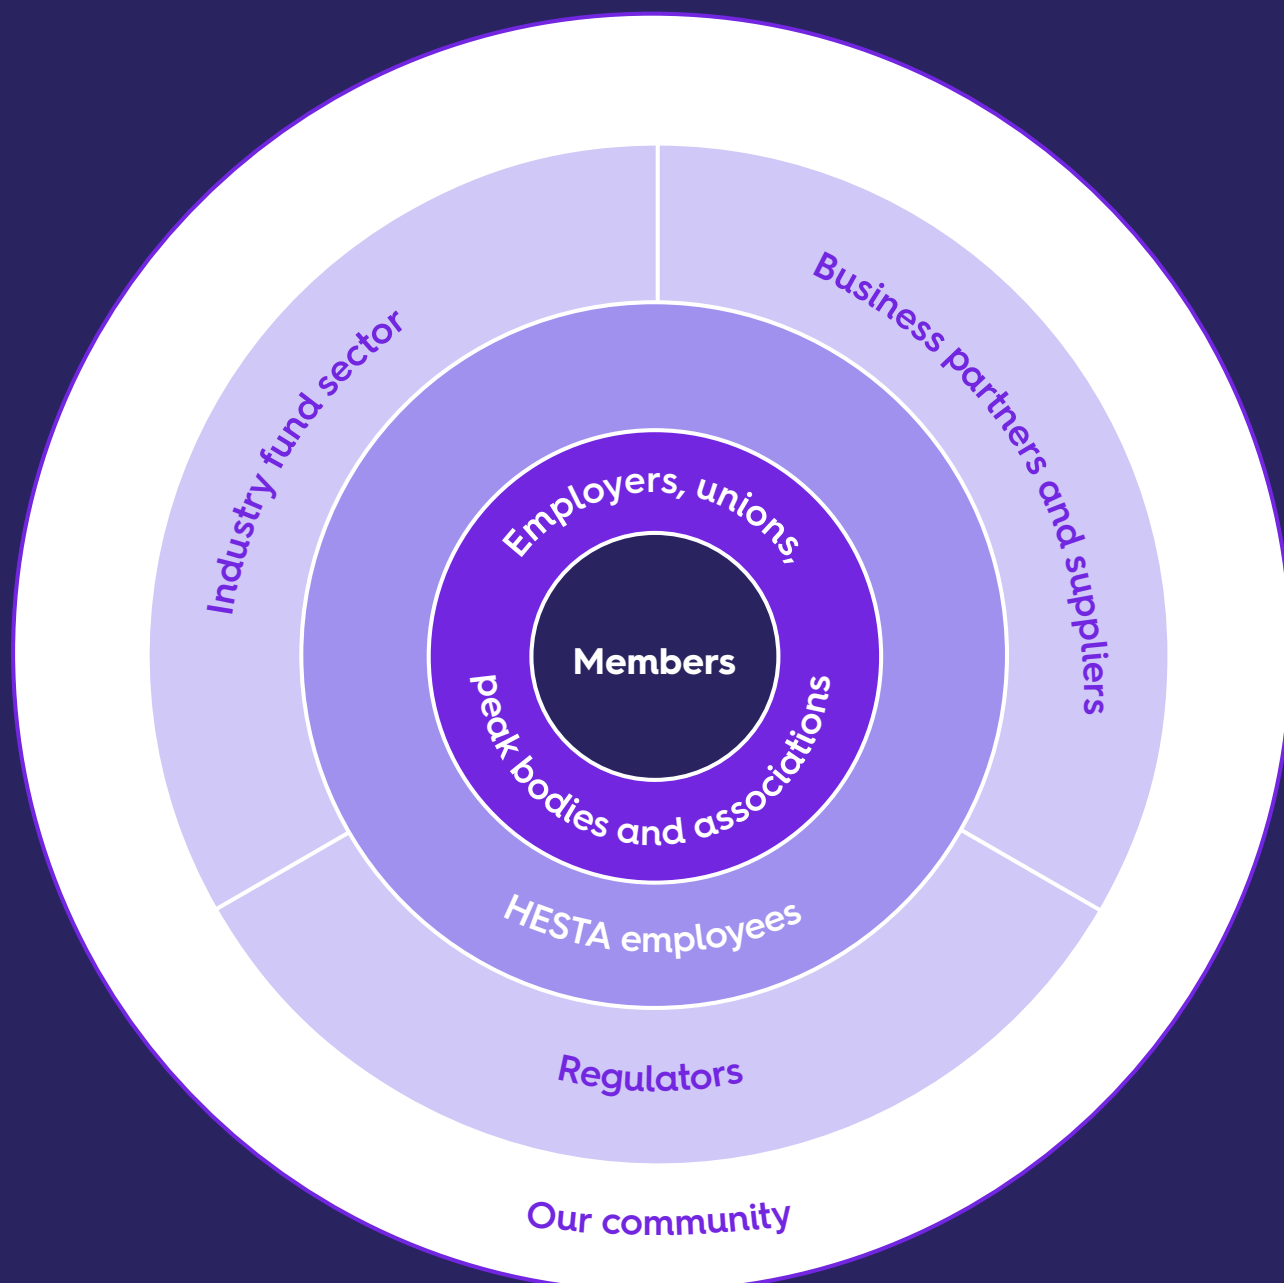 Business partners and suppliers
Industry fund sector
Employers, unions,
Members
peak bodies and associations
HESTA employees
Regulators
Our community